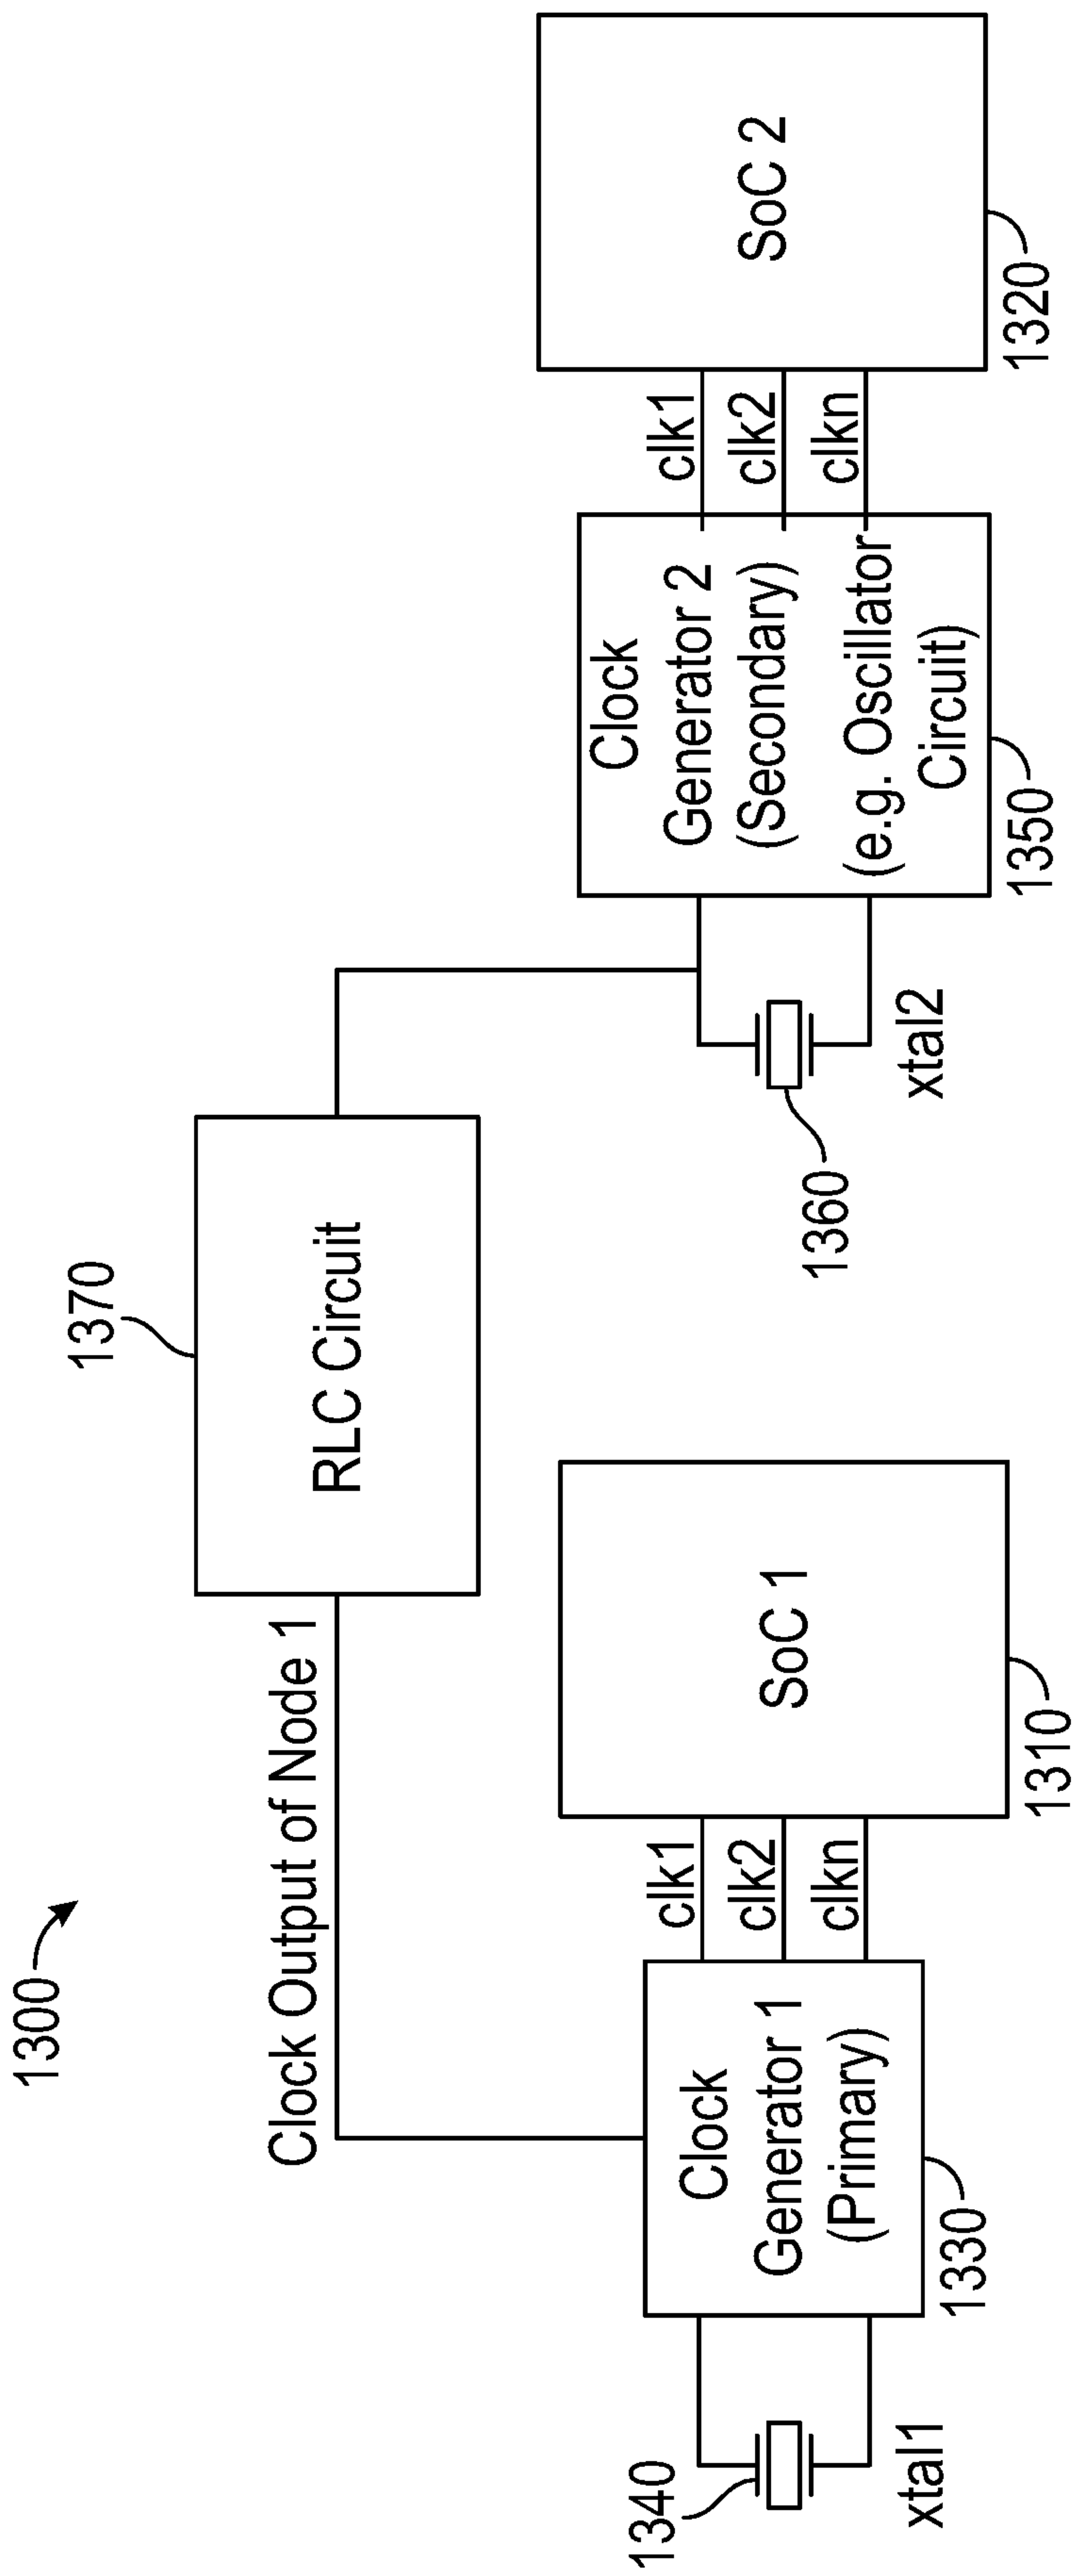 1300
1370
Clock Output of Node 1
RLC Circuit
1340
xtal1
Clock
Generator 1
(Primary)
1330
clk1
clk2
clkn
SoC 1
1310
1360
xtal2
Clock
Generator 2
(Secondary)
(e.g. Oscillator
Circuit)
1350
clk1
clk2
clkn
SoC 2
1320